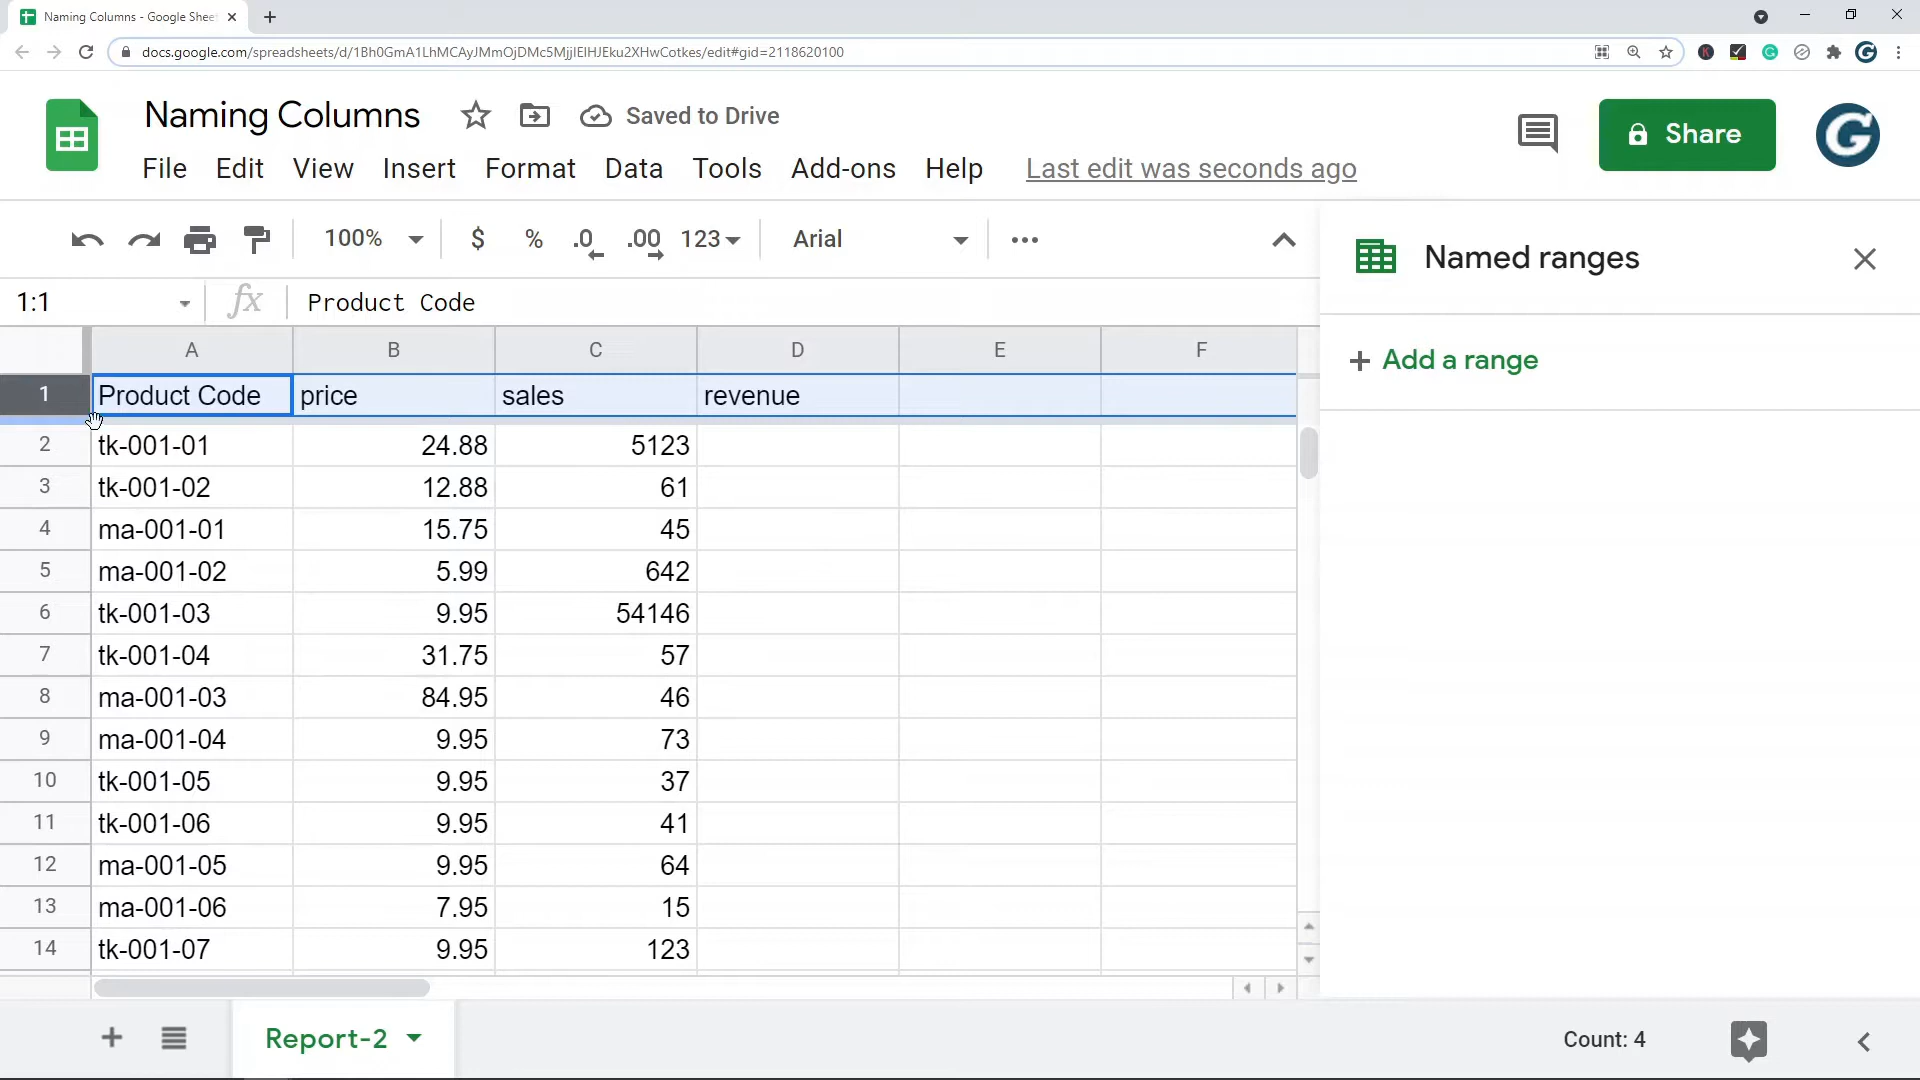 Naming Columns - Google Shee
docs.google.com/spreadsheets/d/1Bh0GmA1LhMCAyJMmOjDMc5MjjIEIHJEku2XHwCotkes/edit#gid=2118620100
Naming Columns Saved to Drive
Share
File Edit View Insert Format Data Tools Add-ons Help Last edit was seconds ago
100% $ % .0 .00 123 Arial
Named ranges
1:1 fx Product Code
+ Add a range
A B C D E F
1 Product Code price sales revenue
2 tk-001-01 24.88 5123
3 tk-001-02 12.88 61
4 ma-001-01 15.75 45
5 ma-001-02 5.99 642
6 tk-001-03 9.95 54146
7 tk-001-04 31.75 57
8 ma-001-03 84.95 46
9 ma-001-04 9.95 73
10 tk-001-05 9.95 37
11 tk-001-06 9.95 41
12 ma-001-05 9.95 64
13 ma-001-06 7.95 15
14 tk-001-07 9.95 123
Report-2 Count: 4